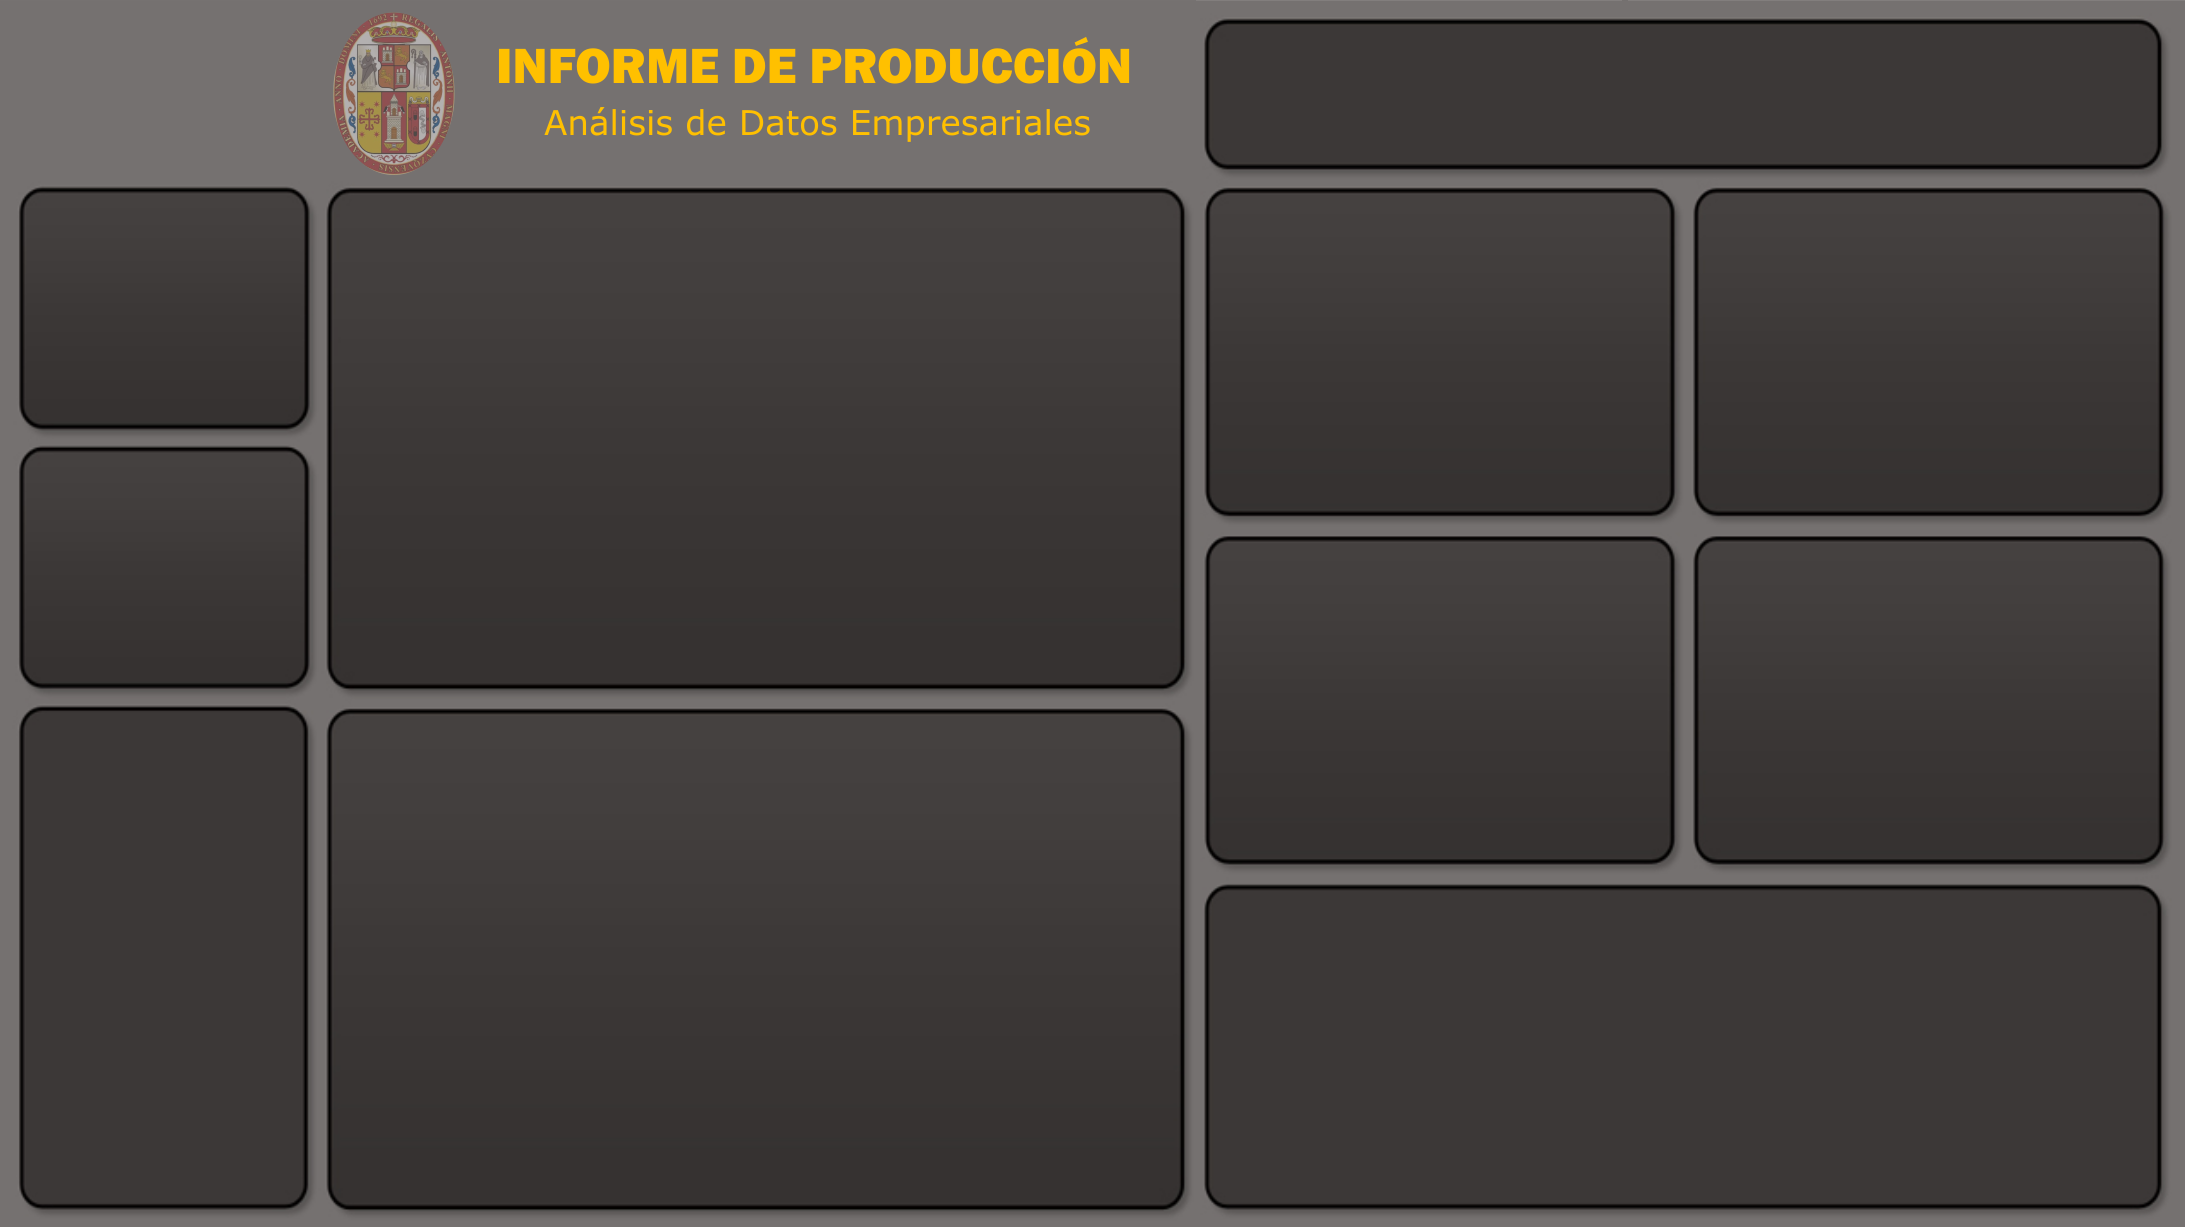 INFORME DE PRODUCCIÓN
Análisis de Datos Empresariales